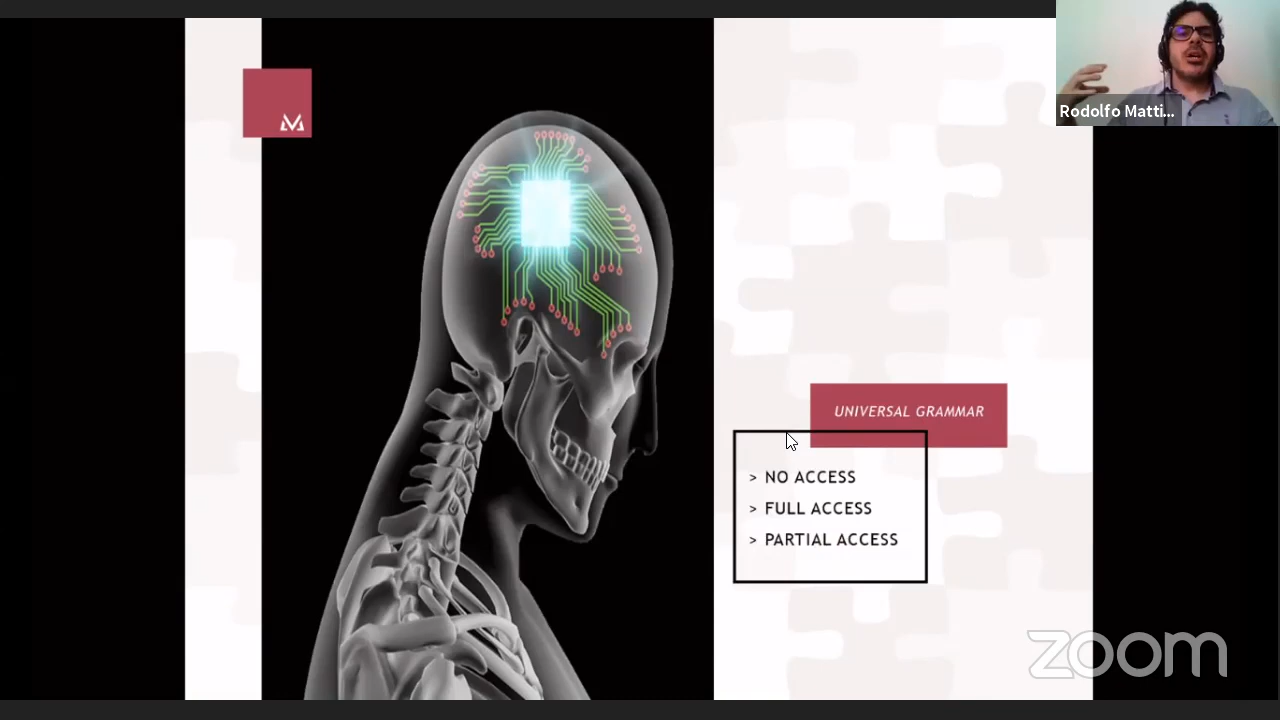 Rodolfo Matti...
UNIVERSAL GRAMMAR
> NO ACCESS
> FULL ACCESS
> PARTIAL ACCESS
zoom